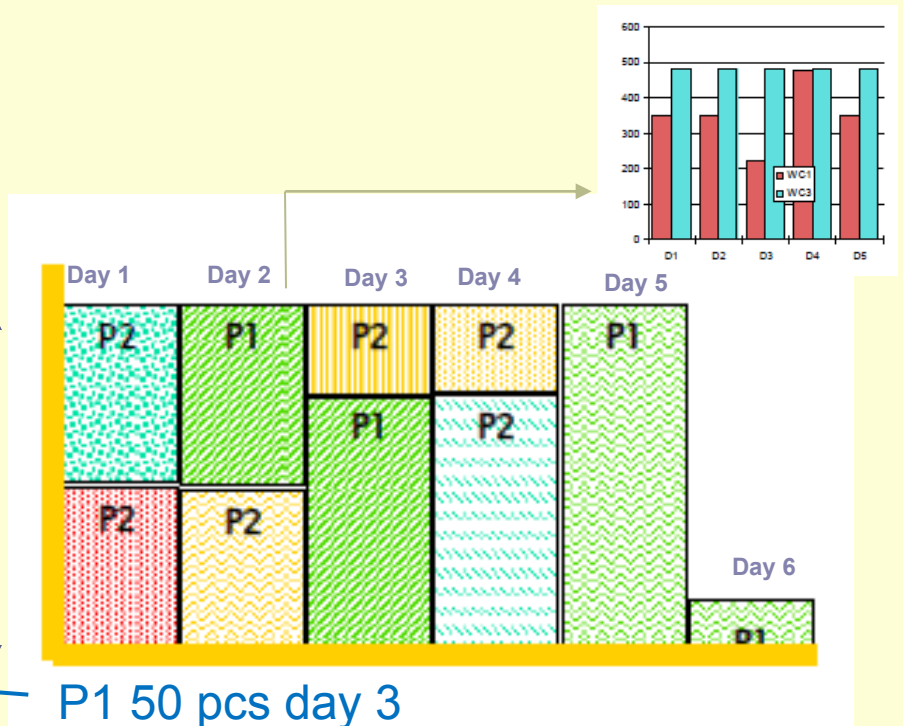 600
500
400
300
200
100
0
WC1
WC3
D1 D2 D3 D4 D5
Day 1 Day 2 Day 3 Day 4 Day 5
P2 P1 P2 P2 P1
P1 P2
P2 P2
Day 6
P1
P1 50 pcs day 3